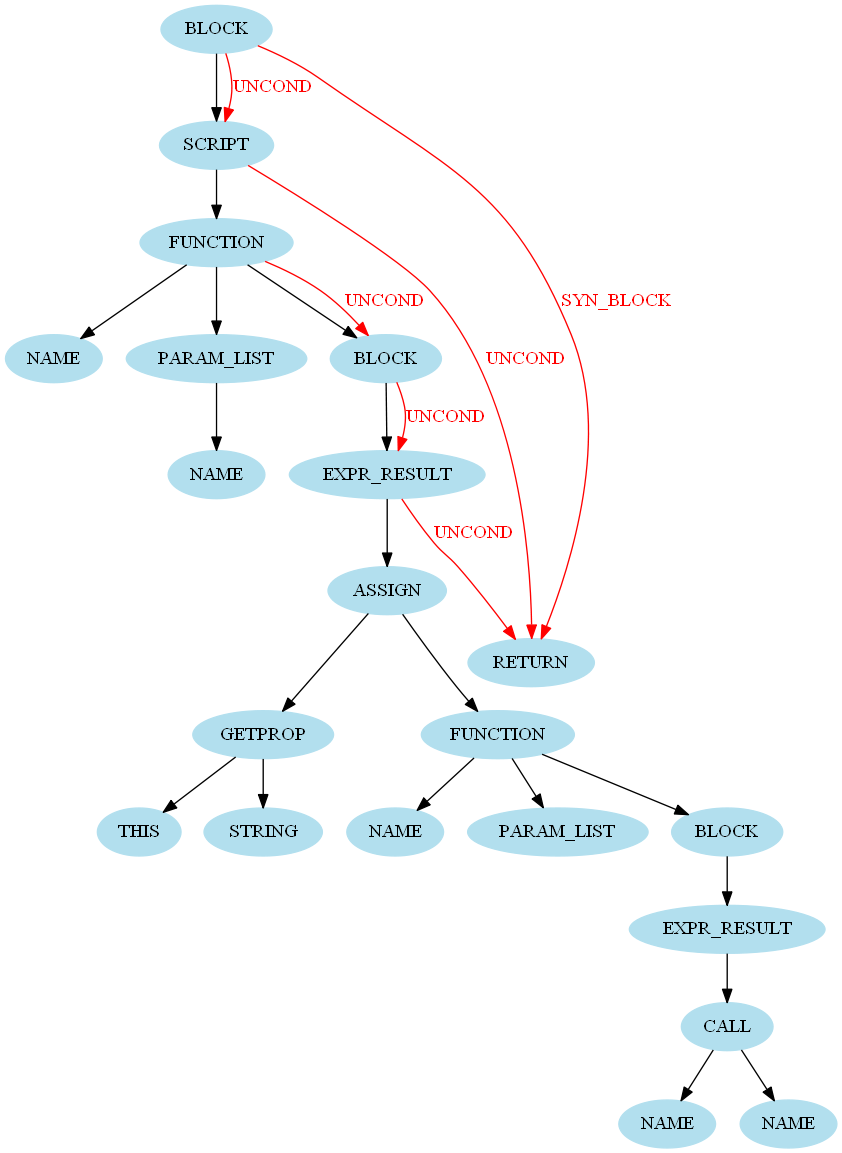 BLOCK
UNCOND
SCRIPT
FUNCTION
UNCOND
SYN_BLOCK
NAME
PARAM_LIST
BLOCK
UNCOND
UNCOND
NAME
EXPR_RESULT
UNCOND
ASSIGN
RETURN
GETPROP
FUNCTION
THIS
STRING
NAME
PARAM_LIST
BLOCK
EXPR_RESULT
CALL
NAME
NAME